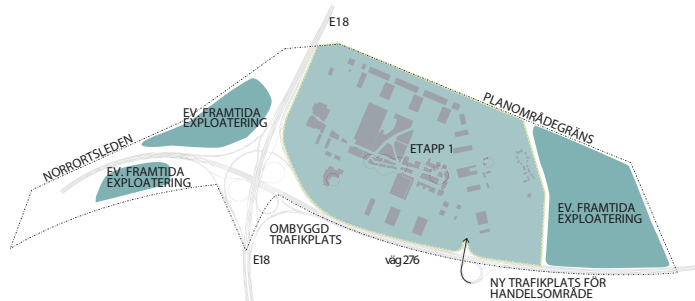 E18
PLANOMRÅDEGRÄNS
EV. FRAMTIDA
EXPLOATERING
NORRORTSLEDEN
ETAPP 1
EV. FRAMTIDA
EXPLOATERING
EV. FRAMTIDA
EXPLOATERING
OMBYGGD
TRAFIKPLATS
E18
väg 276
NY TRAFIKPLATS FÖR
HANDELSOMRÅDE